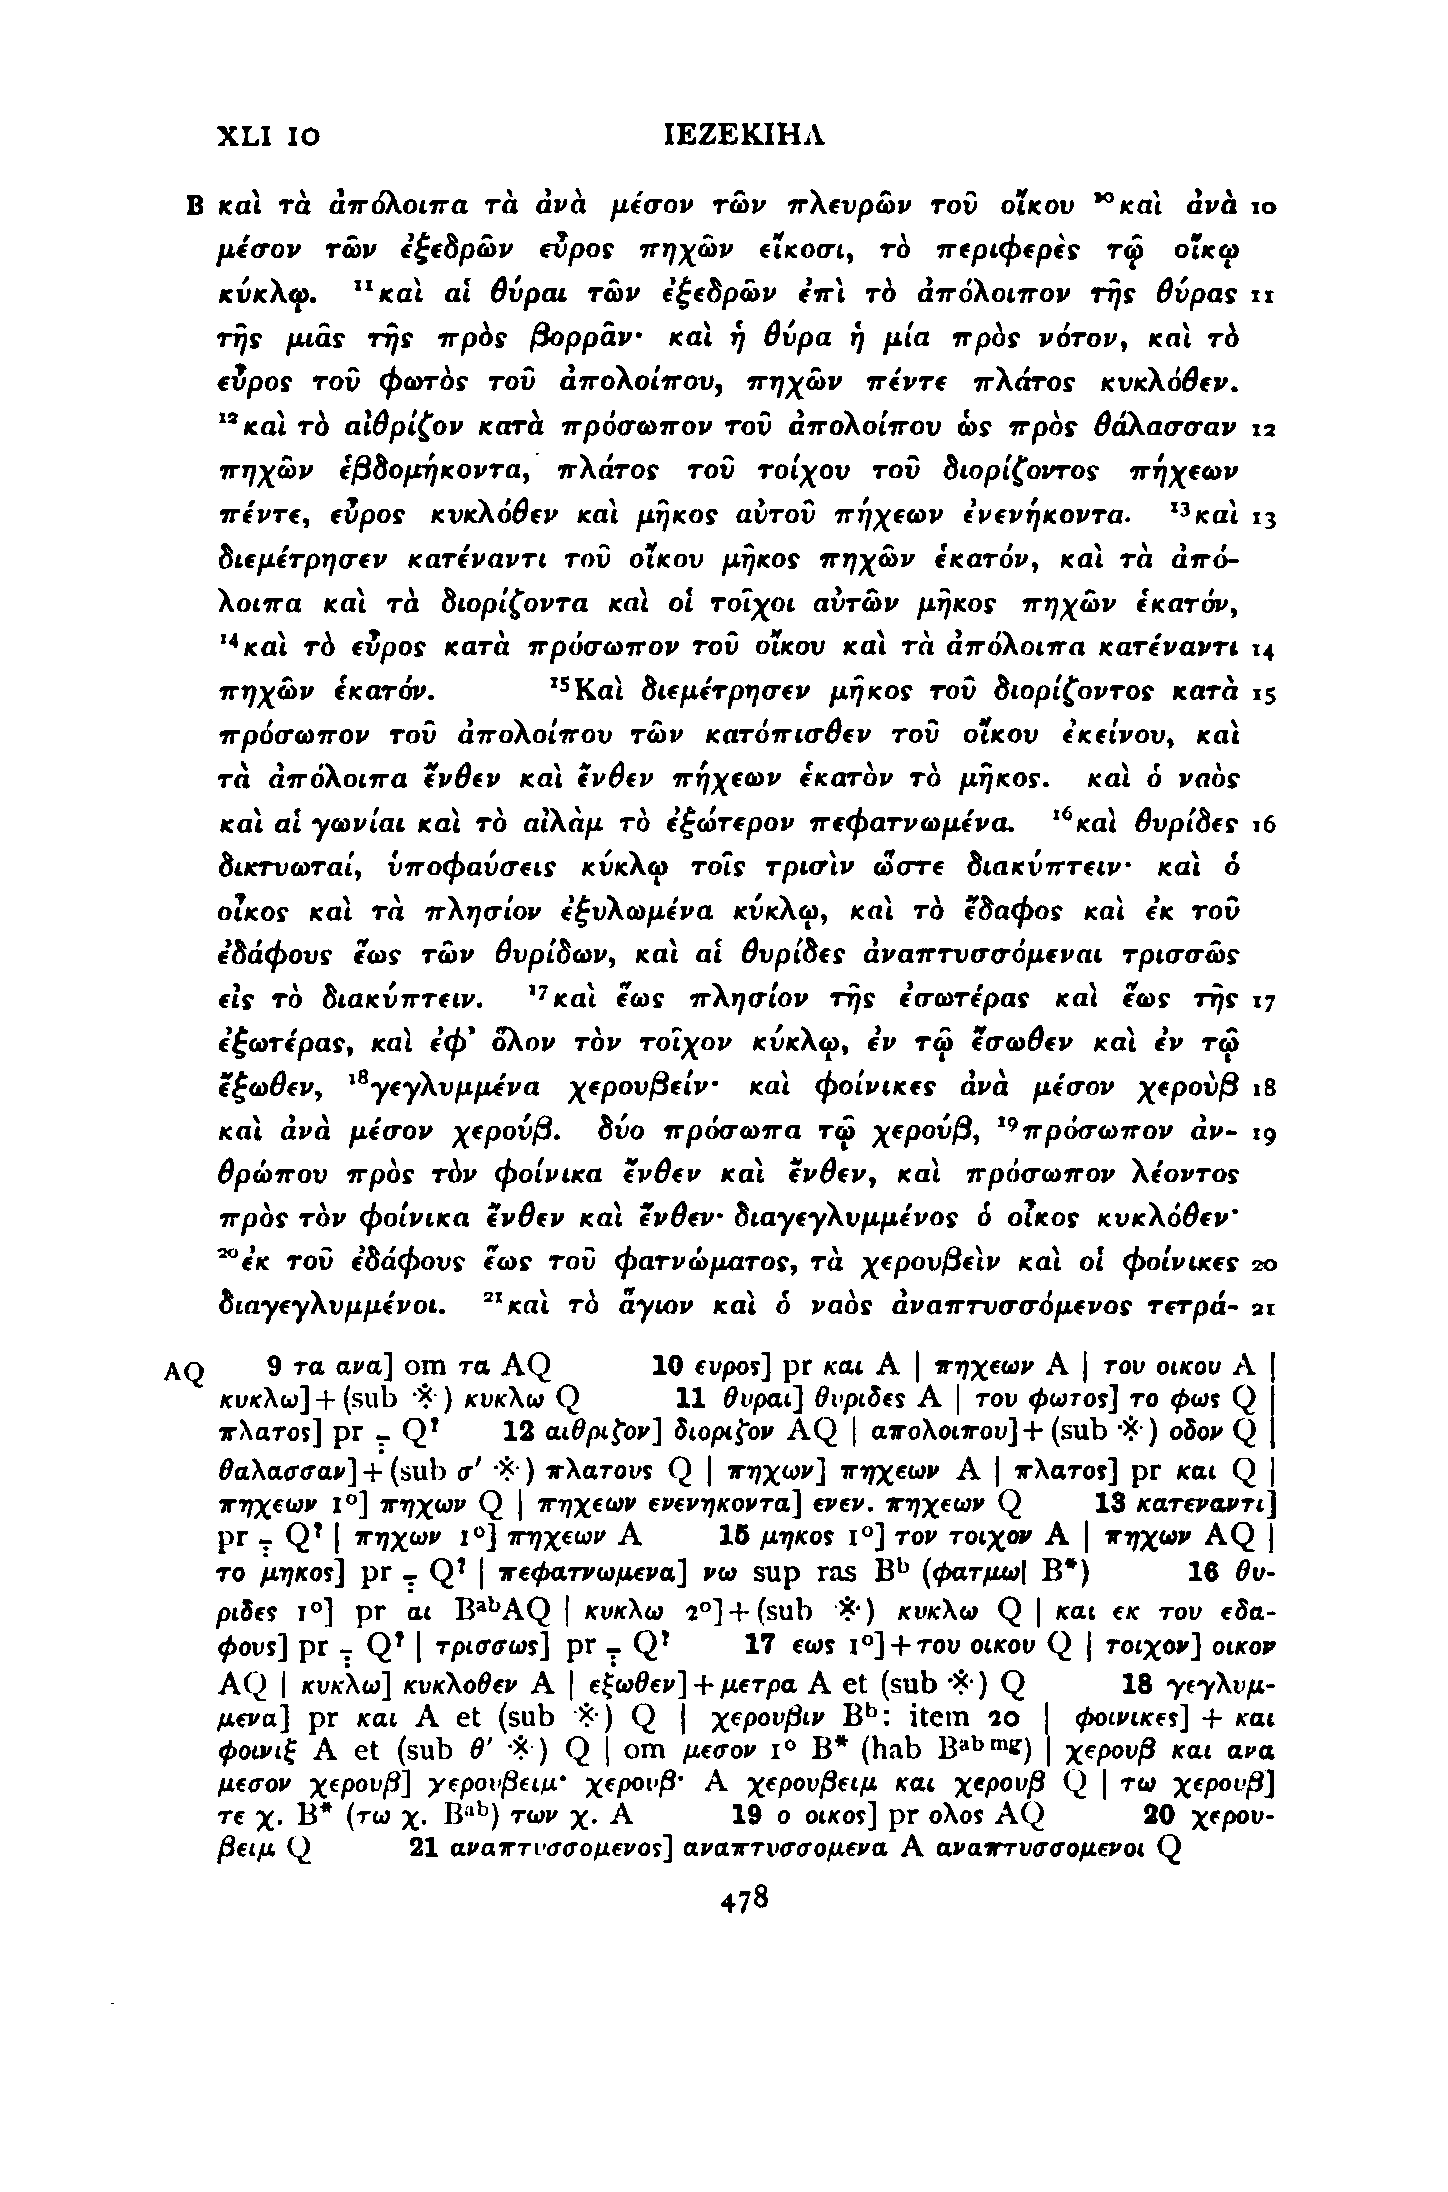 XLI 10 ΙΕΖΕΚΙΗΛ
B καὶ τὰ ἀπόλοιπα τὰ ἀνὰ μέσον τῶν πλευρῶν τοῦ οἴκου ¹⁰καὶ ἀνὰ 10
μέσον τῶν ἐξεδρῶν εὖρος πηχῶν εἴκοσι, τὸ περιφερὲς τῷ οἴκῳ
κύκλῳ. ¹¹καὶ αἱ θύραι τῶν ἐξεδρῶν ἐπὶ τὸ ἀπόλοιπον τῆς θύρας 11
τῆς μιᾶς τῆς πρὸς βορρᾶν· καὶ ἡ θύρα ἡ μία πρὸς νότον, καὶ τὸ
εὖρος τοῦ φωτὸς τοῦ ἀπολοίπου, πηχῶν πέντε πλάτος κυκλόθεν.
¹²καὶ τὸ αἰθρίζον κατὰ πρόσωπον τοῦ ἀπολοίπου ὡς πρὸς θάλασσαν 12
πηχῶν ἑβδομήκοντα, πλάτος τοῦ τοίχου τοῦ διορίζοντος πήχεων
πέντε, εὖρος κυκλόθεν καὶ μῆκος αὐτοῦ πήχεων ἐνενήκοντα. ¹³καὶ 13
διεμέτρησεν κατέναντι τοῦ οἴκου μῆκος πηχῶν ἑκατόν, καὶ τὰ ἀπό-
λοιπα καὶ τὰ διορίζοντα καὶ οἱ τοῖχοι αὐτῶν μῆκος πηχῶν ἑκατόν,
¹⁴καὶ τὸ εὖρος κατὰ πρόσωπον τοῦ οἴκου καὶ τὰ ἀπόλοιπα κατέναντι 14
πηχῶν ἑκατόν. ¹⁵Καὶ διεμέτρησεν μῆκος τοῦ διορίζοντος κατὰ 15
πρόσωπον τοῦ ἀπολοίπου τῶν κατόπισθεν τοῦ οἴκου ἐκείνου, καὶ
τὰ ἀπόλοιπα ἔνθεν καὶ ἔνθεν πήχεων ἑκατὸν τὸ μῆκος. καὶ ὁ ναὸς
καὶ αἱ γωνίαι καὶ τὸ αἰλὰμ τὸ ἐξώτερον πεφατνωμένα. ¹⁶καὶ θυρίδες 16
δικτυωταί, ὑποφαύσεις κύκλῳ τοῖς τρισὶν ὥστε διακύπτειν· καὶ ὁ
οἶκος καὶ τὰ πλησίον ἐξυλωμένα κύκλῳ, καὶ τὸ ἔδαφος καὶ ἐκ τοῦ
ἐδάφους ἕως τῶν θυρίδων, καὶ αἱ θυρίδες ἀναπτυσσόμεναι τρισσῶς
εἰς τὸ διακύπτειν. ¹⁷καὶ ἕως πλησίον τῆς ἐσωτέρας καὶ ἕως τῆς 17
ἐξωτέρας, καὶ ἐφ᾽ ὅλον τὸν τοῖχον κύκλῳ, ἐν τῷ ἔσωθεν καὶ ἐν τῷ
ἔξωθεν, ¹⁸γεγλυμμένα χερουβείν· καὶ φοίνικες ἀνὰ μέσον χεροὺβ 18
καὶ ἀνὰ μέσον χερούβ. δύο πρόσωπα τῷ χερούβ, ¹⁹πρόσωπον ἀν- 19
θρώπου πρὸς τὸν φοίνικα ἔνθεν καὶ ἔνθεν, καὶ πρόσωπον λέοντος
πρὸς τὸν φοίνικα ἔνθεν καὶ ἔνθεν· διαγεγλυμμένος ὁ οἶκος κυκλόθεν·
²⁰ἐκ τοῦ ἐδάφους ἕως τοῦ φατνώματος, τὰ χερουβεὶν καὶ οἱ φοίνικες 20
διαγεγλυμμένοι. ²¹καὶ τὸ ἅγιον καὶ ὁ ναὸς ἀναπτυσσόμενος τετρά- 21
AQ 9 τα ανα] om τα AQ 10 ευρος] pr και A | πηχεων A | του οικου A |
κυκλω]+(sub ※) κυκλω Q 11 θυραι] θυριδες A | του φωτος] το φως Q |
πλατος] pr ⁓ Q? 12 αιθριζον] διοριζον AQ | απολοιπου]+(sub ※) οδον Q |
θαλασσαν]+(sub σ′ ※) πλατους Q | πηχων] πηχεων A | πλατος] pr και Q |
πηχεων 1º] πηχων Q | πηχεων ενενηκοντα] ενεν. πηχεων Q 13 κατεναντι]
pr ⁓ Q? | πηχων 1º] πηχεων A 15 μηκος 1º] τον τοιχον A | πηχων AQ |
το μηκος] pr ⁓ Q? | πεφατνωμενα] νω sup ras Bᵇ (φατμω| B*) 16 θυ-
ριδες 1º] pr αι BᵃᵇAQ | κυκλω 2º]+(sub ※) κυκλω Q | και εκ του εδα-
φους] pr ⁓ Q? | τρισσως] pr ⁓ Q? 17 εως 1º]+του οικου Q | τοιχον] οικον
AQ | κυκλω] κυκλοθεν A | εξωθεν]+μετρα A et (sub ※) Q 18 γεγλυμ-
μενα] pr και A et (sub ※) Q | χερουβιν Bᵇ: item 20 | φοινικες] + και
φοινιξ A et (sub θ′ ※) Q | om μεσον 1º B* (hab Bᵃᵇᵐᵍ) | χερουβ και ανα
μεσον χερουβ] χερουβειμ· χερουβ· A χερουβειμ και χερουβ Q | τω χερουβ]
τε χ. B* (τω χ. Bᵃᵇ) των χ. A 19 ο οικος] pr ολος AQ 20 χερου-
βειμ Q 21 αναπτυσσομενος] αναπτυσσομενα A αναπτυσσομενοι Q
478